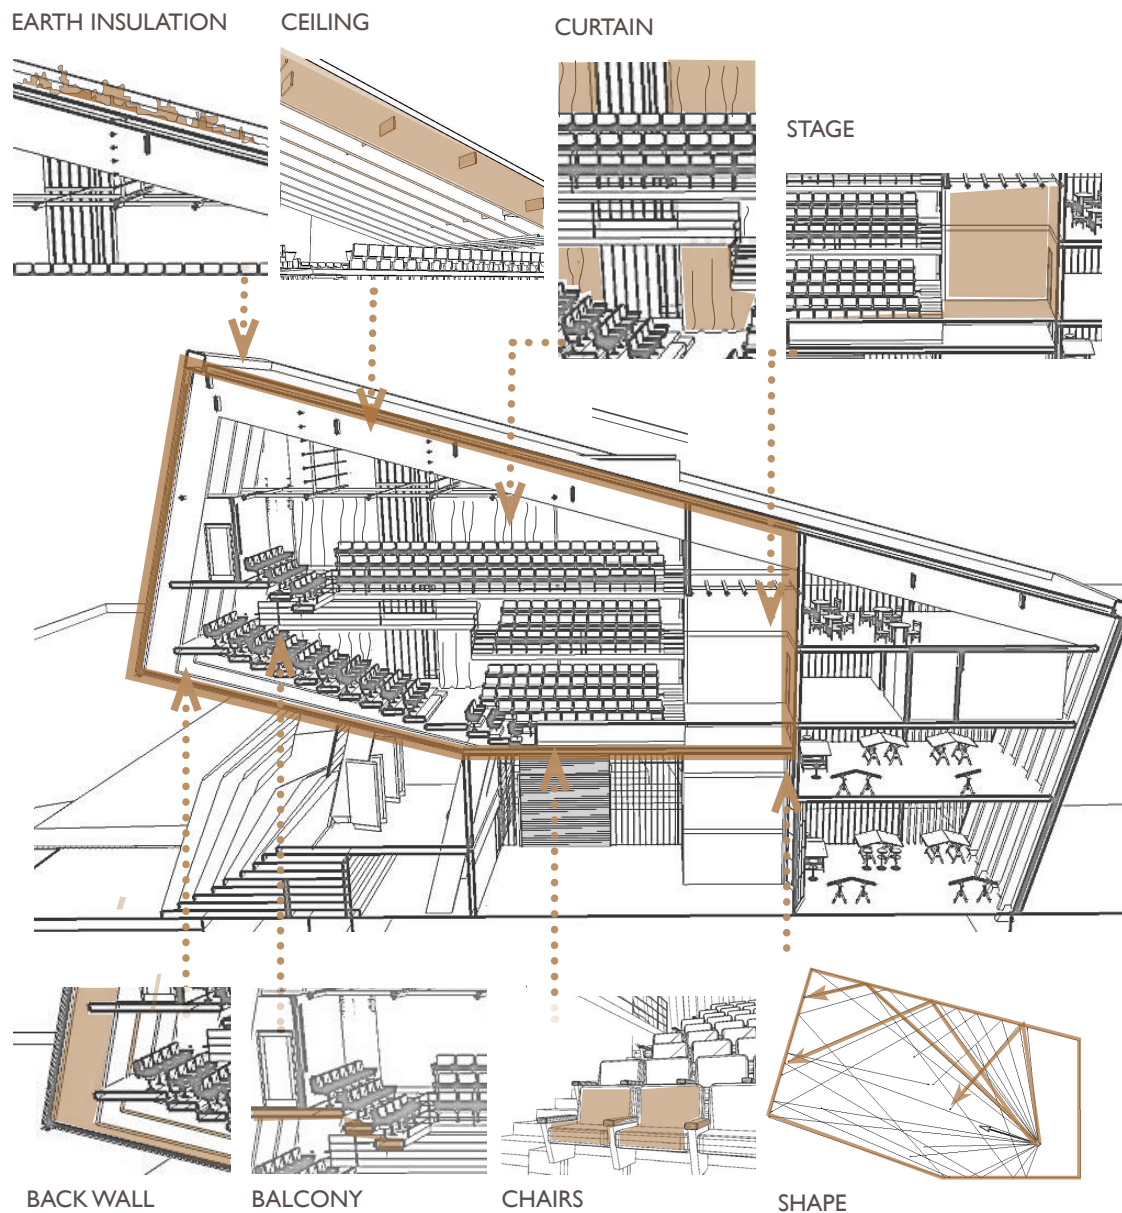 EARTH INSULATION
CEILING
CURTAIN
STAGE
BACK WALL
BALCONY
CHAIRS
SHAPE